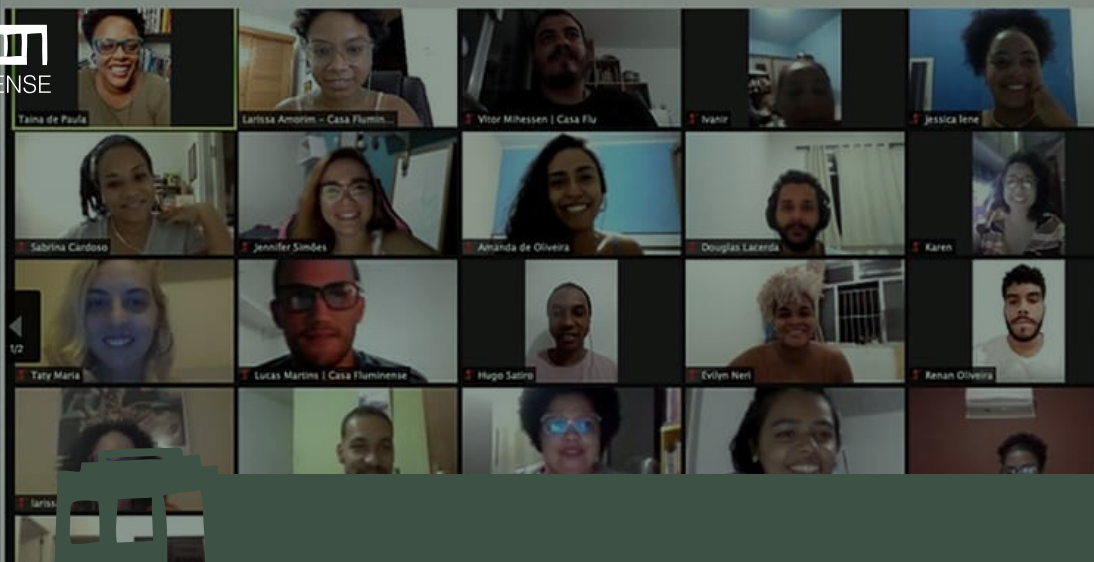 ENSE
Taina de Paula
Larissa Amorim - Casa Flumin...
Vitor Mihessen | Casa Flu
Ivanir
Jessica lene
Sabrina Cardoso
Jennifer Simões
Amanda de Oliveira
Douglas Lacerda
Karen
Taty Maria
Lucas Martins | Casa Fluminense
Hugo Satiro
Evilyn Neri
Renan Oliveira
1/2
lariss